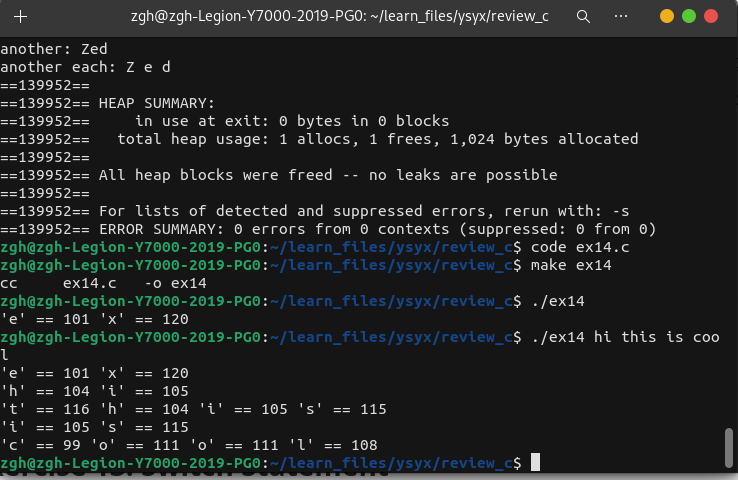 zgh@zgh-Legion-Y7000-2019-PG0: ~/learn_files/ysyx/review_c
another: Zed
another each: Z e d
==139952==
==139952== HEAP SUMMARY:
==139952==     in use at exit: 0 bytes in 0 blocks
==139952==   total heap usage: 1 allocs, 1 frees, 1,024 bytes allocated
==139952==
==139952== All heap blocks were freed -- no leaks are possible
==139952==
==139952== For lists of detected and suppressed errors, rerun with: -s
==139952== ERROR SUMMARY: 0 errors from 0 contexts (suppressed: 0 from 0)
zgh@zgh-Legion-Y7000-2019-PG0:~/learn_files/ysyx/review_c$ code ex14.c
zgh@zgh-Legion-Y7000-2019-PG0:~/learn_files/ysyx/review_c$ make ex14
cc     ex14.c   -o ex14
zgh@zgh-Legion-Y7000-2019-PG0:~/learn_files/ysyx/review_c$ ./ex14
'e' == 101 'x' == 120
zgh@zgh-Legion-Y7000-2019-PG0:~/learn_files/ysyx/review_c$ ./ex14 hi this is coo
l
'e' == 101 'x' == 120
'h' == 104 'i' == 105
't' == 116 'h' == 104 'i' == 105 's' == 115
'i' == 105 's' == 115
'c' == 99 'o' == 111 'o' == 111 'l' == 108
zgh@zgh-Legion-Y7000-2019-PG0:~/learn_files/ysyx/review_c$